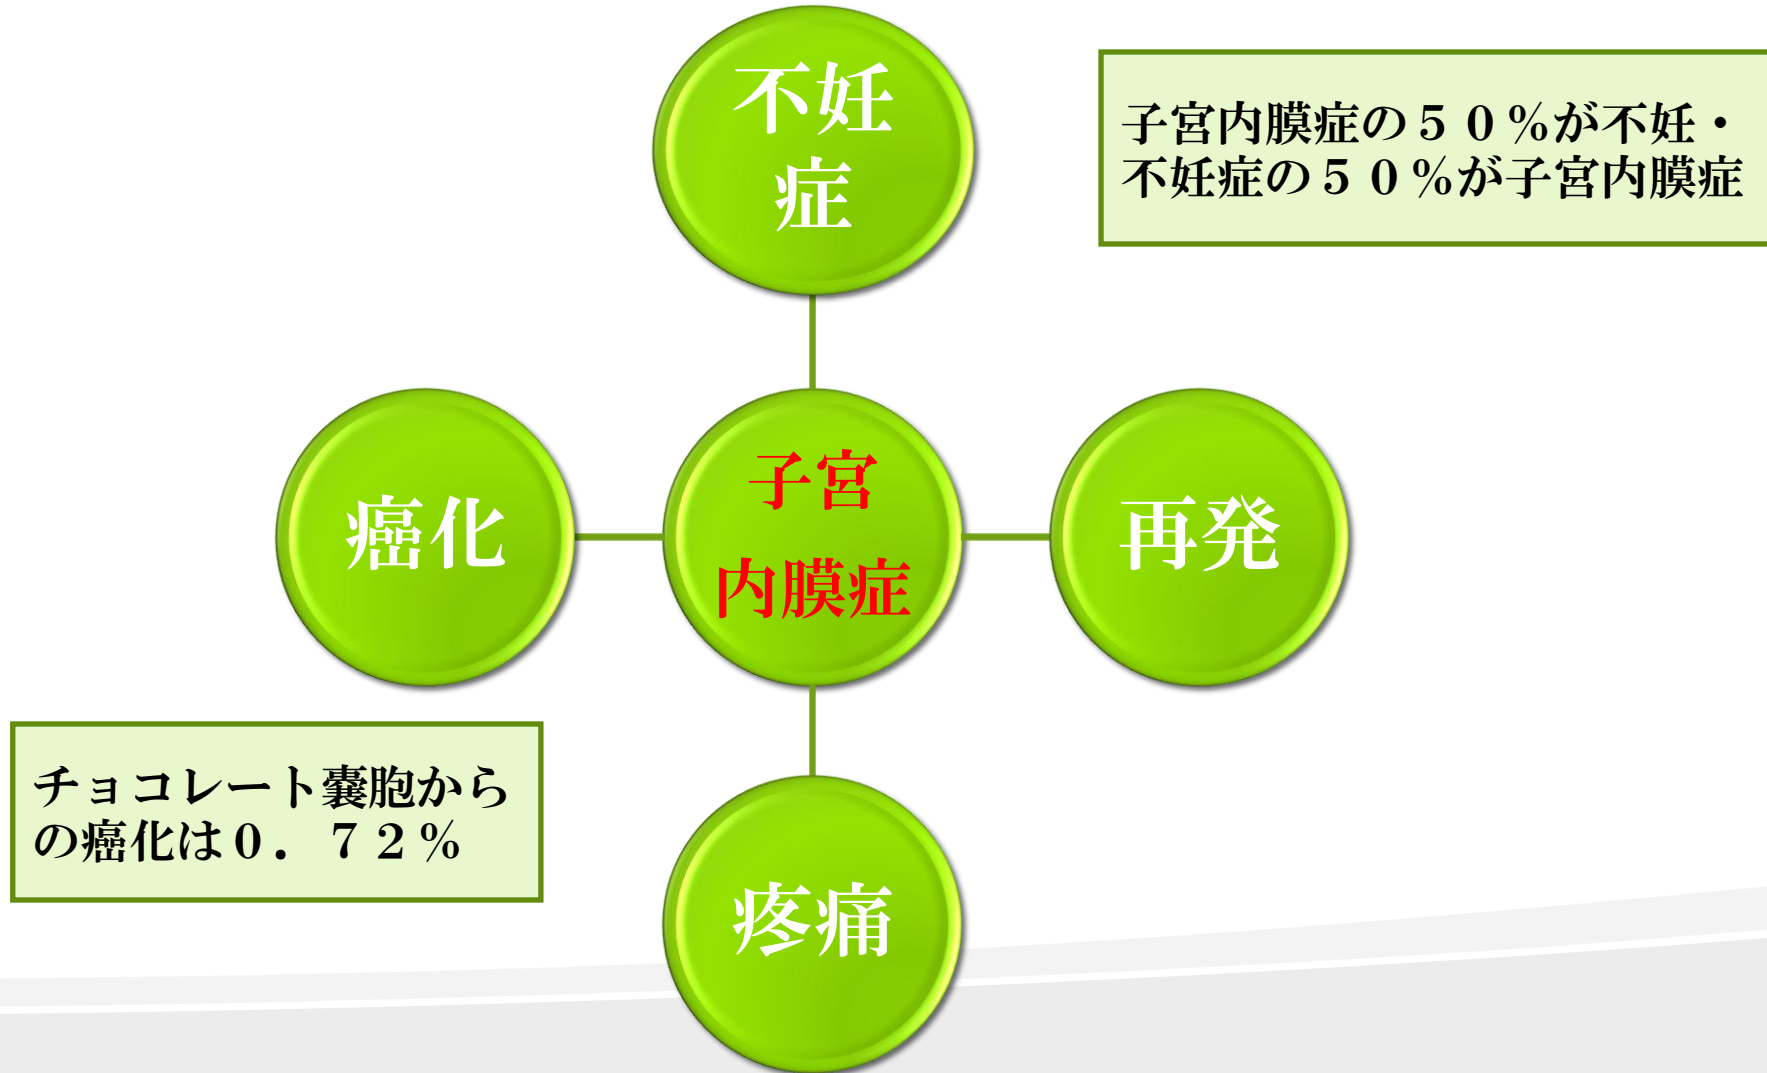 不妊
症
子宮内膜症の５０％が不妊・
不妊症の５０％が子宮内膜症
癌化
子宮
内膜症
再発
チョコレート嚢胞から
の癌化は０．７２％
疼痛